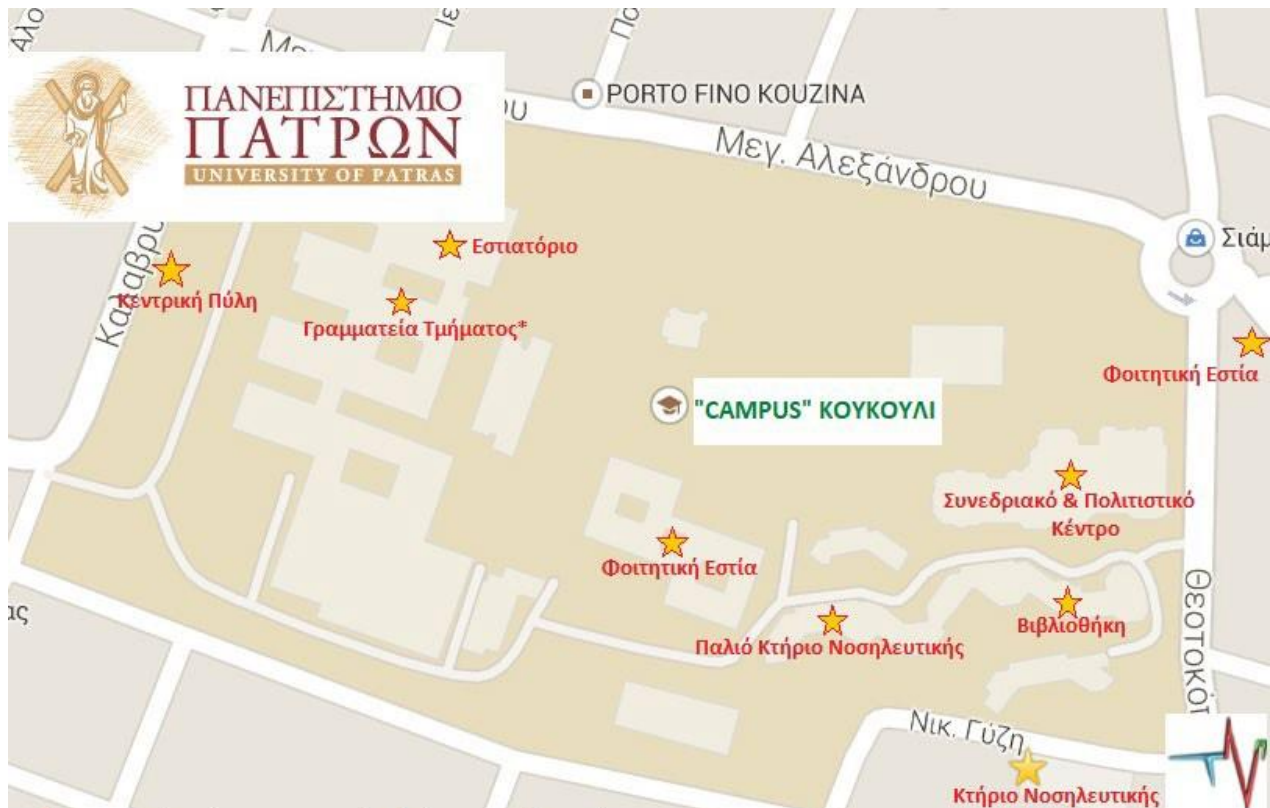 Μεγ. Αλεξάνδρου
ΠΑΝΕΠΙΣΤΗΜΙΟ
ΠΑΤΡΩΝ
UNIVERSITY OF PATRAS
PORTO FINO KOUZINA
Εστιατόριο
Κεντρική Πύλη
Γραμματεία Τμήματος*
Φοιτητική Εστία
"CAMPUS" ΚΟΥΚΟΥΛΙ
Συνεδριακό & Πολιτιστικό
Κέντρο
Φοιτητική Εστία
Βιβλιοθήκη
Παλιό Κτήριο Νοσηλευτικής
Νικ. Γύζη
Κτήριο Νοσηλευτικής